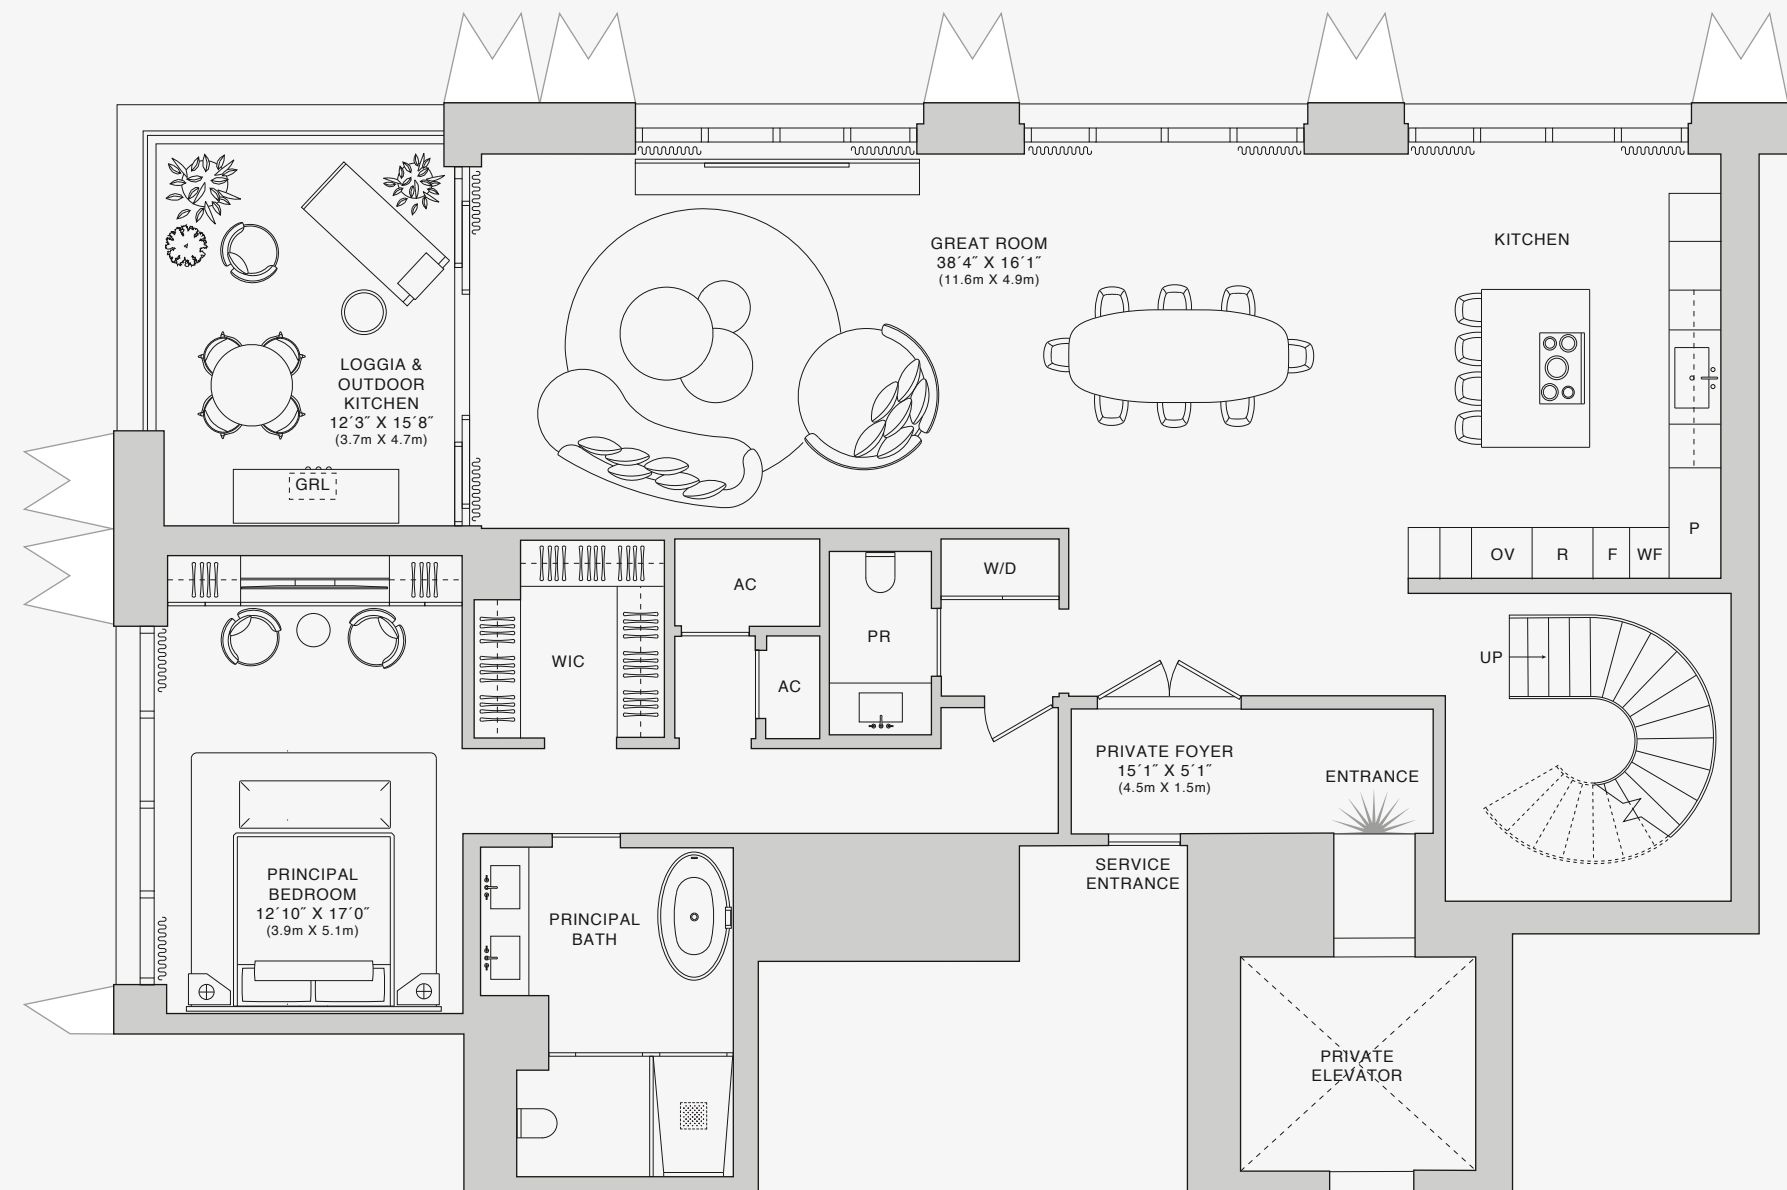 GREAT ROOM
38´4˝ X 16´1˝
(11.6m X 4.9m)
KITCHEN
LOGGIA &
OUTDOOR
KITCHEN
12´3˝ X 15´8˝
(3.7m X 4.7m)
GRL
P
OV
R
F
WF
AC
W/D
PR
WIC
AC
UP
PRIVATE FOYER
15´1˝ X 5´1˝
(4.5m X 1.5m)
ENTRANCE
SERVICE
ENTRANCE
PRINCIPAL
BEDROOM
12´10˝ X 17´0˝
(3.9m X 5.1m)
PRINCIPAL
BATH
PRIVATE
ELEVATOR